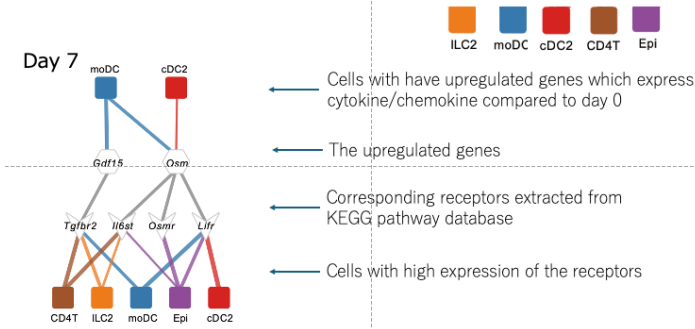 ILC2 moDC cDC2 CD4T Epi
Day 7
moDC cDC2
Cells with have upregulated genes which express
cytokine/chemokine compared to day 0
Gdf15 Osm
The upregulated genes
Corresponding receptors extracted from
KEGG pathway database
Tgfbr2 Il6st Osmr Lifr
Cells with high expression of the receptors
CD4T ILC2 moDC Epi cDC2